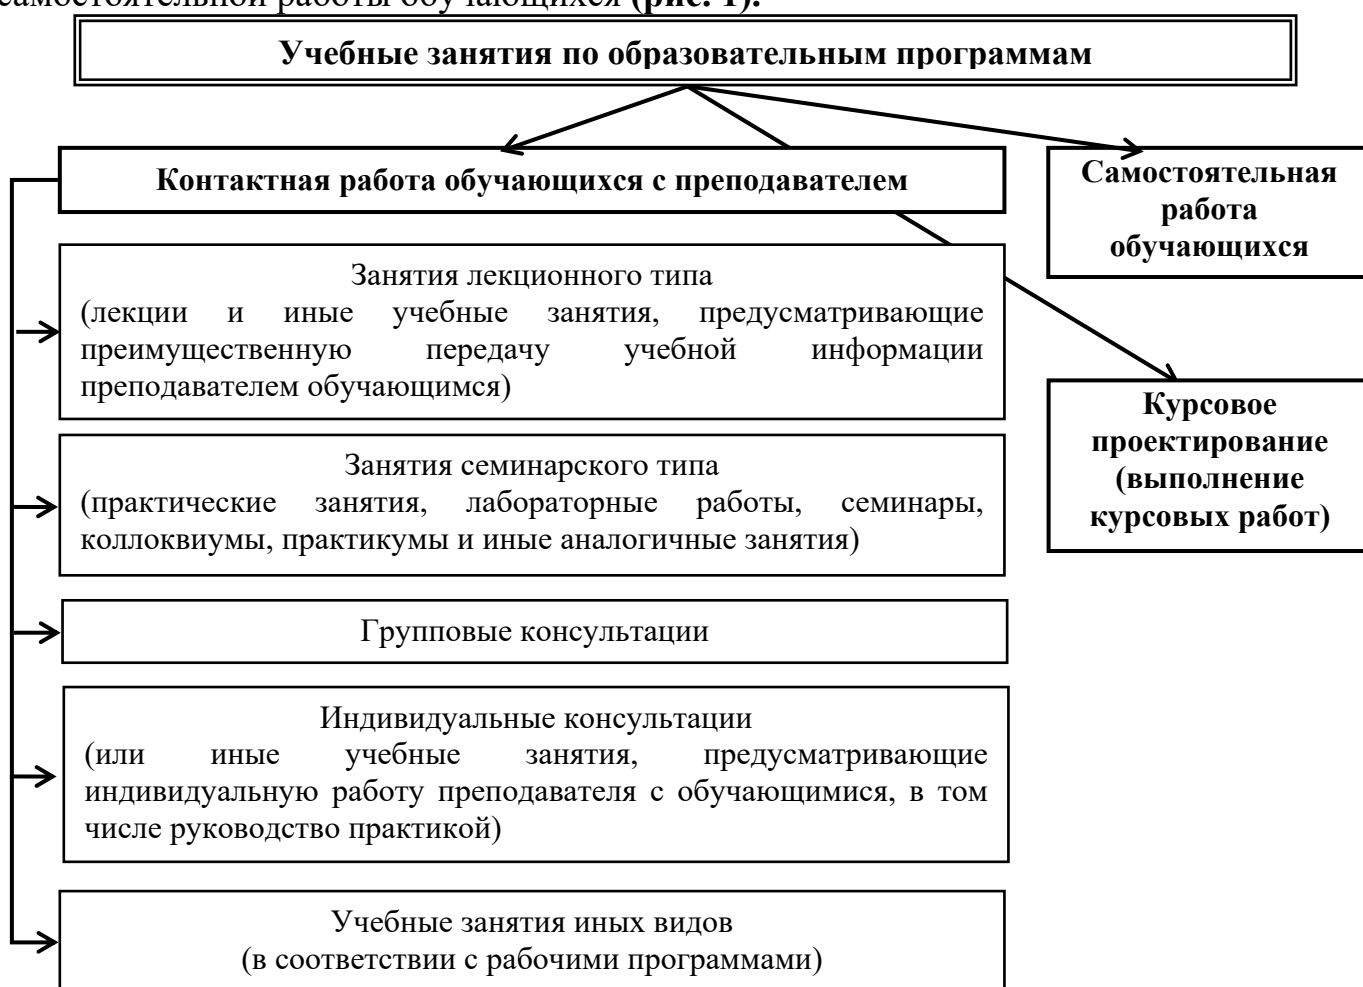 самостоятельной работы обучающихся (рис. 1).
Учебные занятия по образовательным программам
Контактная работа обучающихся с преподавателем
Самостоятельная
работа
обучающихся
Занятия лекционного типа
(лекции и иные учебные занятия, предусматривающие
преимущественную передачу учебной информации
преподавателем обучающимся)
Курсовое
проектирование
(выполнение
курсовых работ)
Занятия семинарского типа
(практические занятия, лабораторные работы, семинары,
коллоквиумы, практикумы и иные аналогичные занятия)
Групповые консультации
Индивидуальные консультации
(или иные учебные занятия, предусматривающие
индивидуальную работу преподавателя с обучающимися, в том
числе руководство практикой)
Учебные занятия иных видов
(в соответствии с рабочими программами)